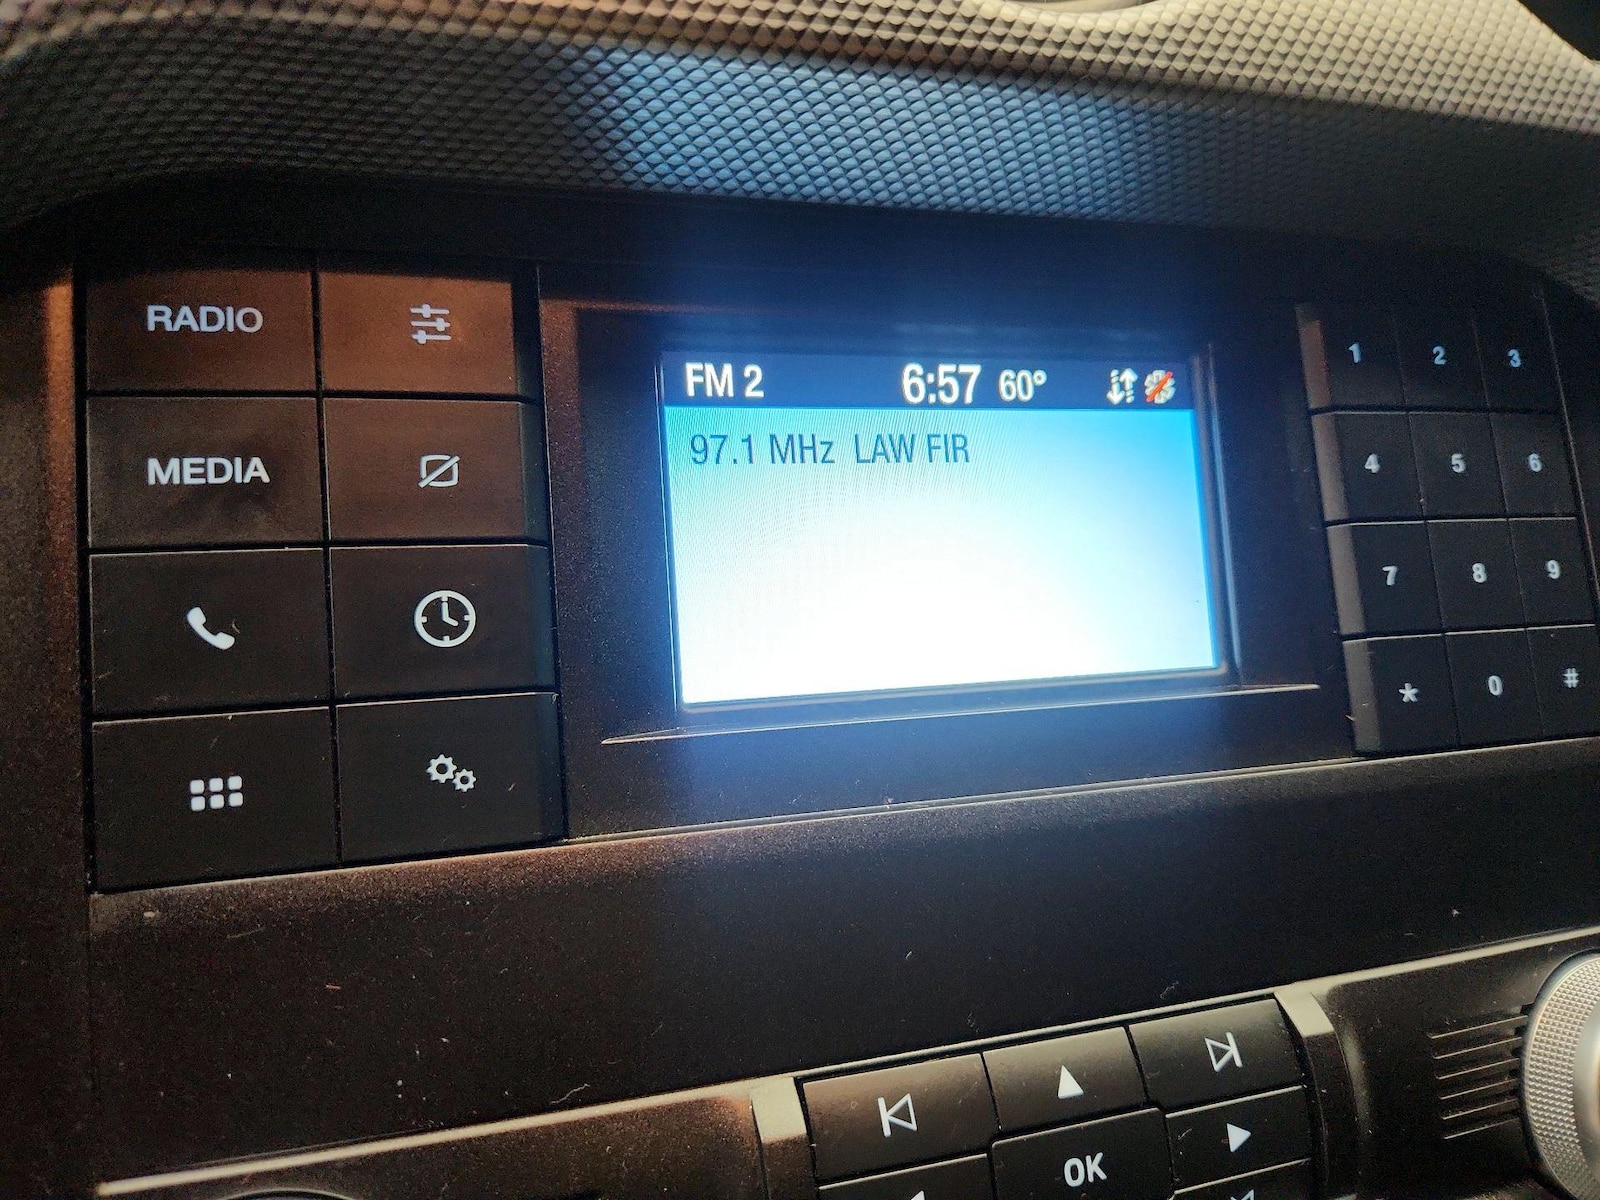 RADIO
MEDIA
FM 2 6:57 60°
97.1 MHz LAW FIR
1 2 3
4 5 6
7 8 9
* 0 #
OK